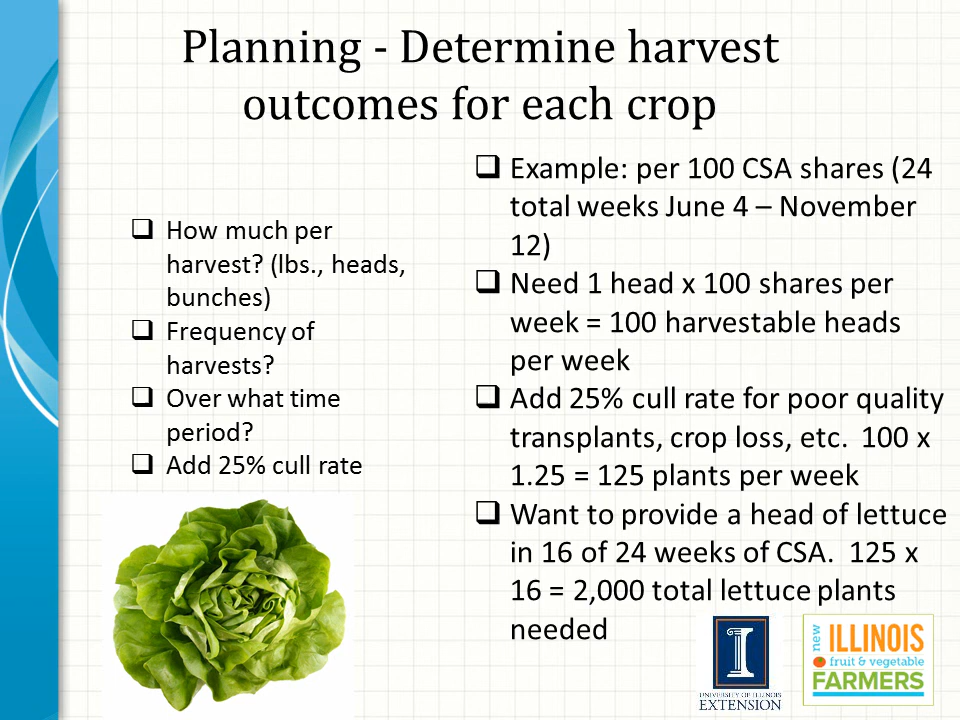 Planning - Determine harvest
outcomes for each crop
❑ How much per
harvest? (lbs., heads,
bunches)
❑ Frequency of
harvests?
❑ Over what time
period?
❑ Add 25% cull rate
❑ Example: per 100 CSA shares (24
total weeks June 4 – November
12)
❑ Need 1 head x 100 shares per
week = 100 harvestable heads
per week
❑ Add 25% cull rate for poor quality
transplants, crop loss, etc.  100 x
1.25 = 125 plants per week
❑ Want to provide a head of lettuce
in 16 of 24 weeks of CSA.  125 x
16 = 2,000 total lettuce plants
needed
I
UNIVERSITY OF ILLINOIS
EXTENSION
new
ILLINOIS
fruit & vegetable
FARMERS